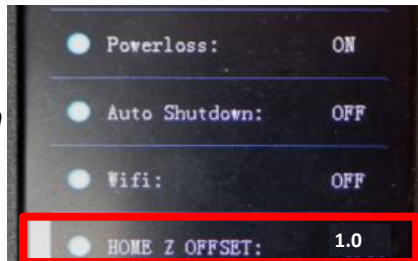 Powerloss: ON
Auto Shutdown: OFF
Wifi: OFF
HOME Z OFFSET: 1.0